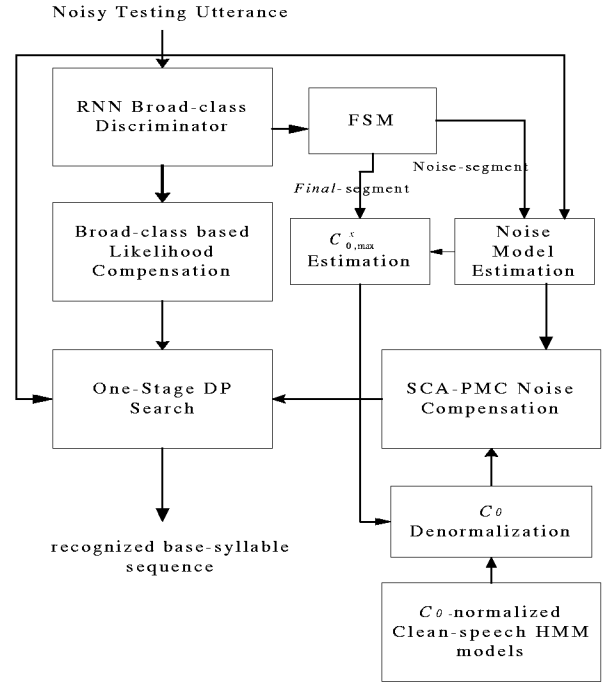 Noisy Testing Utterance
RNN Broad-class
Discriminator
FSM
Noise-segment
Final-segment
Broad-class based
Likelihood
Compensation
C^x_{0,max}
Estimation
Noise
Model
Estimation
One-Stage DP
Search
SCA-PMC Noise
Compensation
C0
Denormalization
recognized base-syllable
sequence
C0-normalized
Clean-speech HMM
models